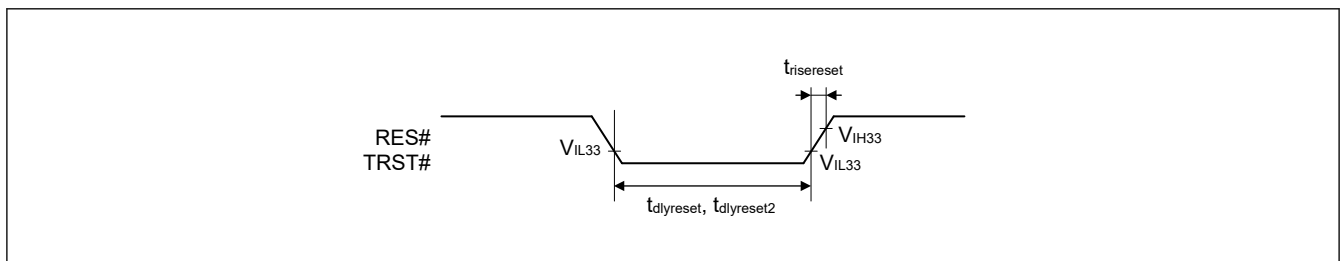 trisereset
RES#
TRST#
VIL33
VIH33
VIL33
tdlyreset, tdlyreset2